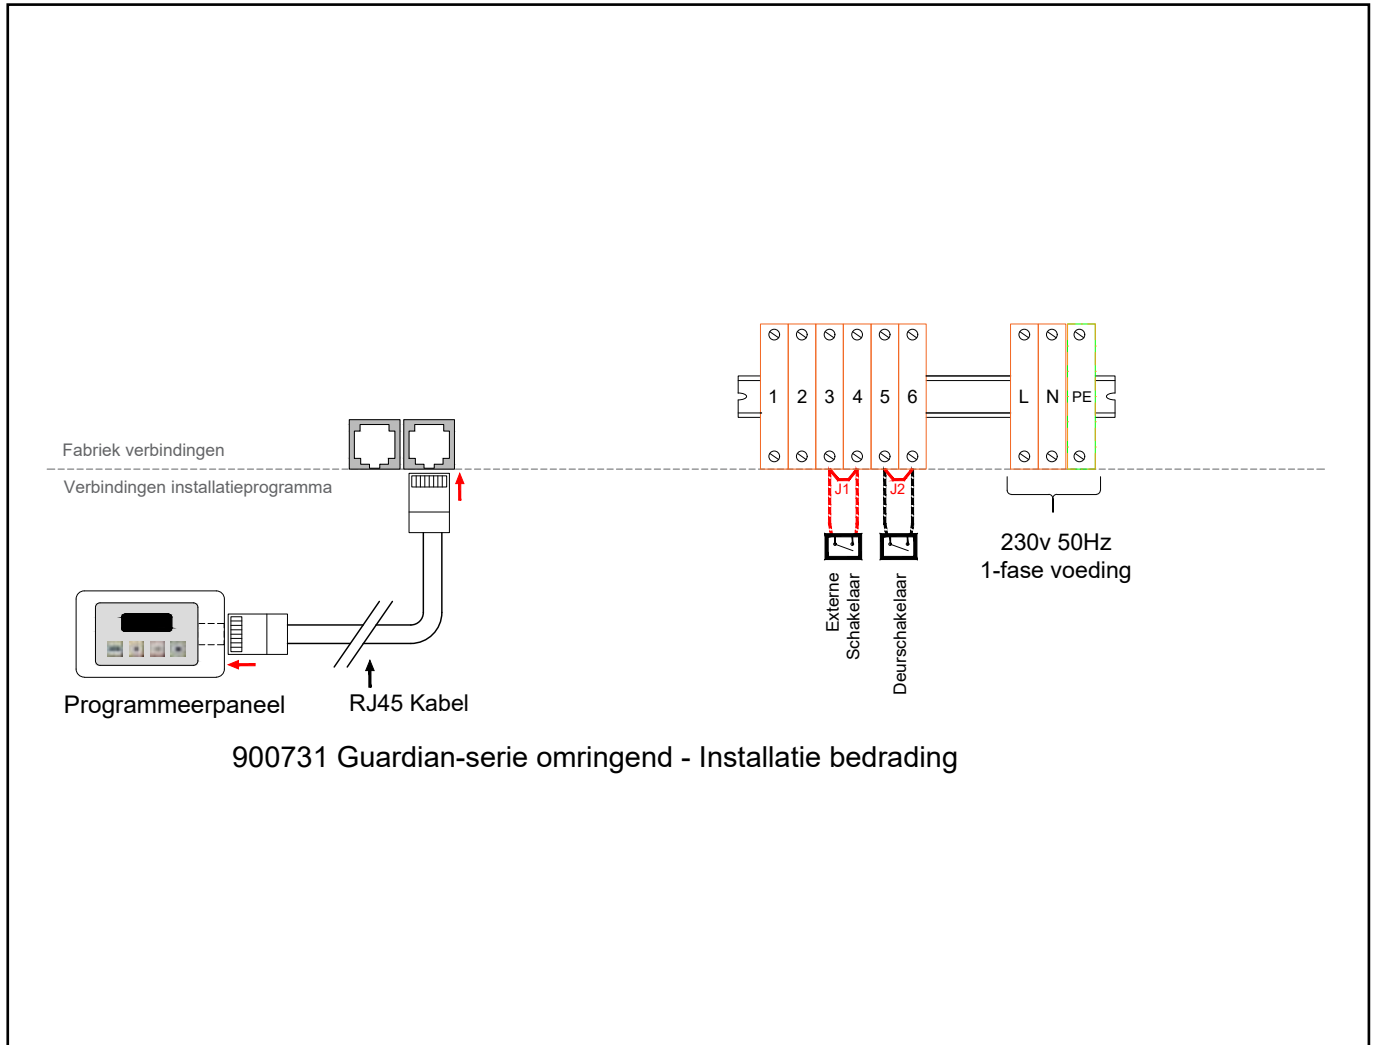 1 2 3 4 5 6 L N PE
Fabriek verbindingen
Verbindingen installatieprogramma
J1 J2
230v 50Hz
1-fase voeding
Externe
Schakelaar
Deurschakelaar
Programmeerpaneel
RJ45 Kabel
900731 Guardian-serie omringend - Installatie bedrading